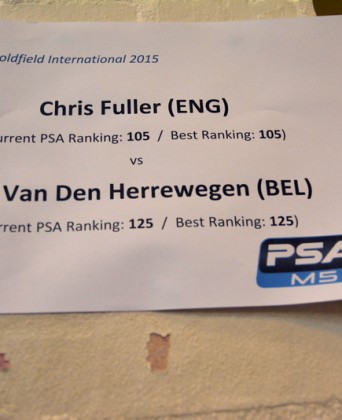 oldfield International 2015
Chris Fuller (ENG)
urrent PSA Ranking: 105 / Best Ranking: 105)
vs
Van Den Herrewegen (BEL)
rrent PSA Ranking: 125 / Best Ranking: 125)
PSA
M5